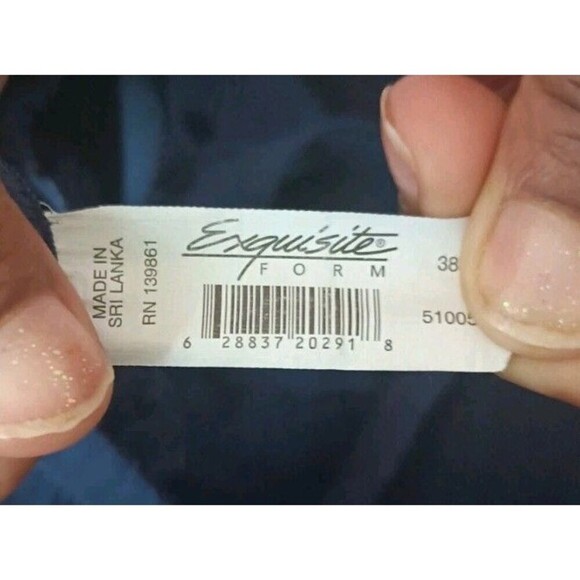 MADE IN
SRI LANKA
RN 139861
Exquisite®
FORM
38
51005
6 28837 20291 8